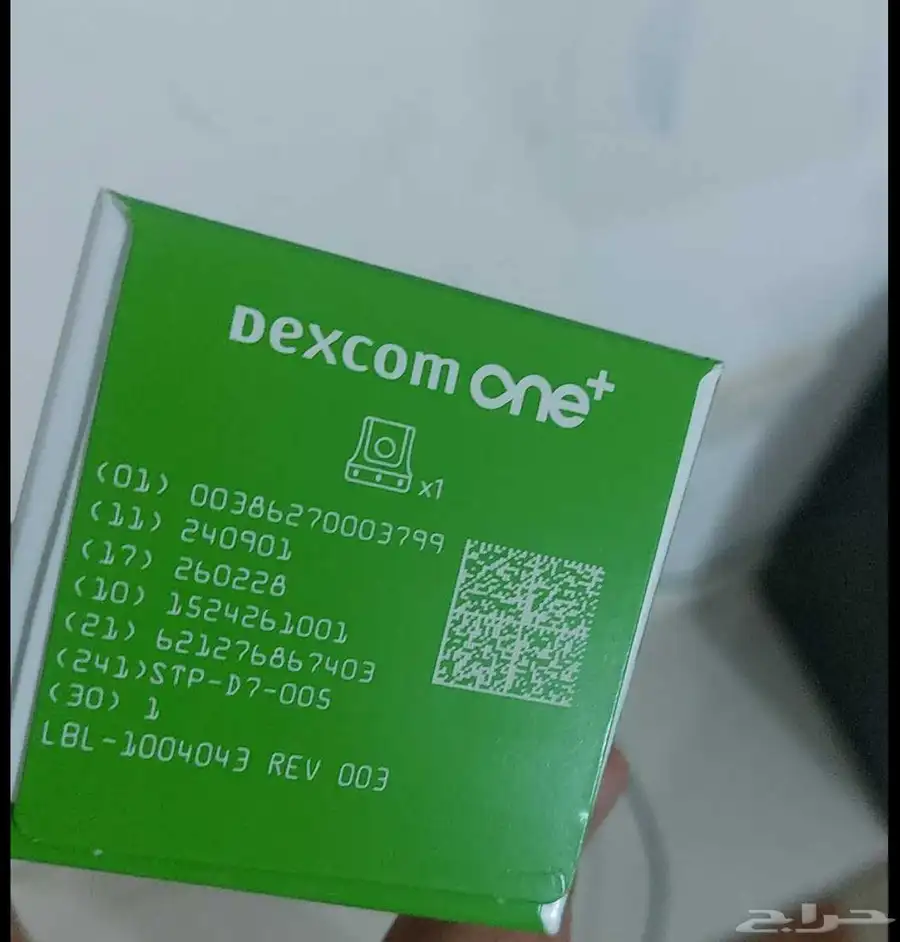 Dexcom one+
x1
(01) 00386270003799
(11) 240901
(17) 260228
(10) 1524261001
(21) 621276867403
(241)STP-D7-005
(30) 1
LBL-1004043 REV 003
حراج